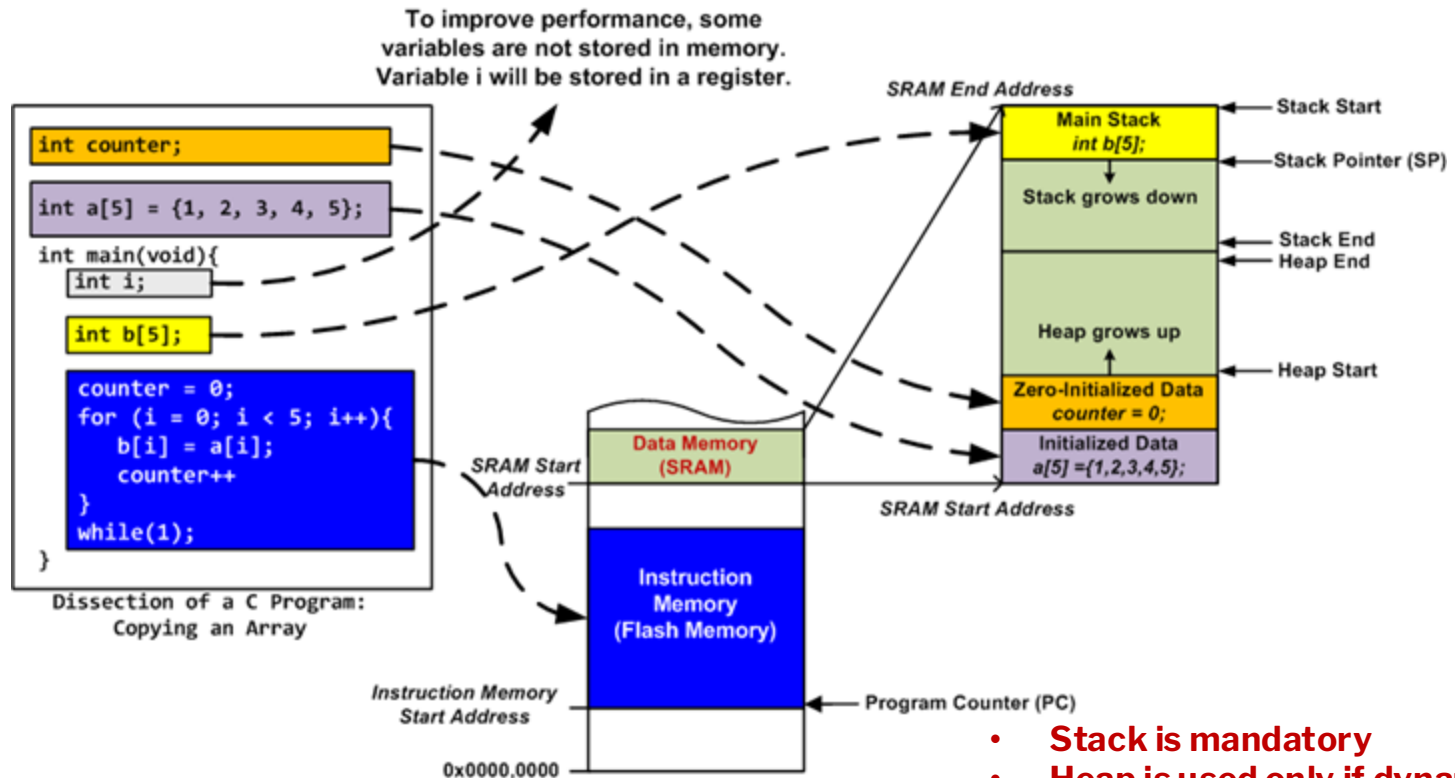 To improve performance, some
variables are not stored in memory.
Variable i will be stored in a register.
int counter;
int a[5] = {1, 2, 3, 4, 5};
int main(void){
int i;
int b[5];
counter = 0;
for (i = 0; i < 5; i++){
b[i] = a[i];
counter++
}
while(1);
}
Dissection of a C Program:
Copying an Array
SRAM End Address
Main Stack
int b[5];
Stack grows down
Heap grows up
Zero-Initialized Data
counter = 0;
Initialized Data
a[5] ={1,2,3,4,5};
Stack Start
Stack Pointer (SP)
Stack End
Heap End
Heap Start
SRAM Start Address
Data Memory
(SRAM)
SRAM Start
Address
Instruction
Memory
(Flash Memory)
Instruction Memory
Start Address
Program Counter (PC)
0x0000,0000
• Stack is mandatory
• Heap is used only if